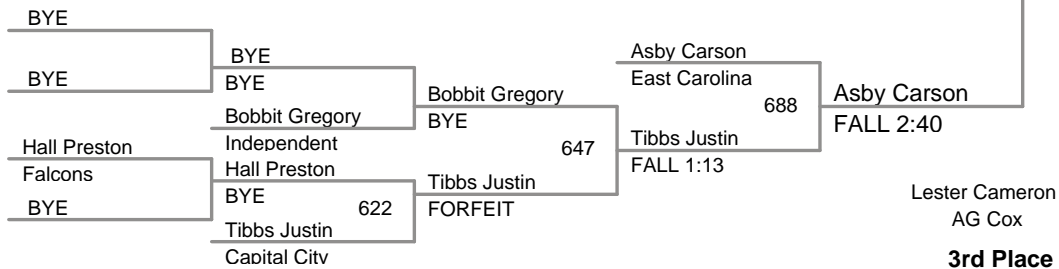 BYE
BYE
Hall Preston
Falcons
BYE
BYE
BYE
Bobbit Gregory
Independent
Hall Preston
BYE
622
Tibbs Justin
Capital City
Bobbit Gregory
BYE
647
Tibbs Justin
FORFEIT
Asby Carson
East Carolina
688
Tibbs Justin
FALL 1:13
Asby Carson
FALL 2:40
Lester Cameron
AG Cox
3rd Place